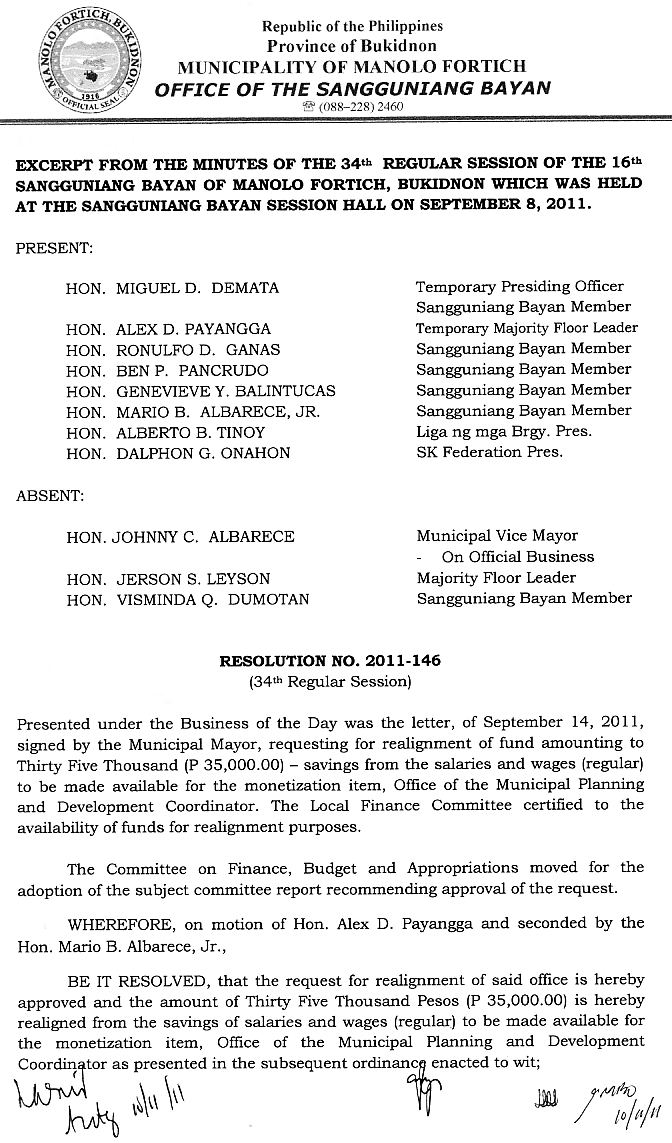 MANOLO FORTICH, BUKIDNON
1916
OFFICIAL SEAL
Republic of the Philippines
Province of Bukidnon
MUNICIPALITY OF MANOLO FORTICH
OFFICE OF THE SANGGUNIANG BAYAN
☏ (088–228) 2460
EXCERPT FROM THE MINUTES OF THE 34th REGULAR SESSION OF THE 16th
SANGGUNIANG BAYAN OF MANOLO FORTICH, BUKIDNON WHICH WAS HELD
AT THE SANGGUNIANG BAYAN SESSION HALL ON SEPTEMBER 8, 2011.
PRESENT:
HON. MIGUEL D. DEMATA Temporary Presiding Officer
Sangguniang Bayan Member
HON. ALEX D. PAYANGGA Temporary Majority Floor Leader
HON. RONULFO D. GANAS Sangguniang Bayan Member
HON. BEN P. PANCRUDO Sangguniang Bayan Member
HON. GENEVIEVE Y. BALINTUCAS Sangguniang Bayan Member
HON. MARIO B. ALBARECE, JR. Sangguniang Bayan Member
HON. ALBERTO B. TINOY Liga ng mga Brgy. Pres.
HON. DALPHON G. ONAHON SK Federation Pres.
ABSENT:
HON. JOHNNY C. ALBARECE Municipal Vice Mayor
- On Official Business
HON. JERSON S. LEYSON Majority Floor Leader
HON. VISMINDA Q. DUMOTAN Sangguniang Bayan Member
RESOLUTION NO. 2011-146
(34th Regular Session)
Presented under the Business of the Day was the letter, of September 14, 2011,
signed by the Municipal Mayor, requesting for realignment of fund amounting to
Thirty Five Thousand (P 35,000.00) – savings from the salaries and wages (regular)
to be made available for the monetization item, Office of the Municipal Planning
and Development Coordinator. The Local Finance Committee certified to the
availability of funds for realignment purposes.
The Committee on Finance, Budget and Appropriations moved for the
adoption of the subject committee report recommending approval of the request.
WHEREFORE, on motion of Hon. Alex D. Payangga and seconded by the
Hon. Mario B. Albarece, Jr.,
BE IT RESOLVED, that the request for realignment of said office is hereby
approved and the amount of Thirty Five Thousand Pesos (P 35,000.00) is hereby
realigned from the savings of salaries and wages (regular) to be made available for
the monetization item, Office of the Municipal Planning and Development
Coordinator as presented in the subsequent ordinance enacted to wit;
10/11/11
10/11/11